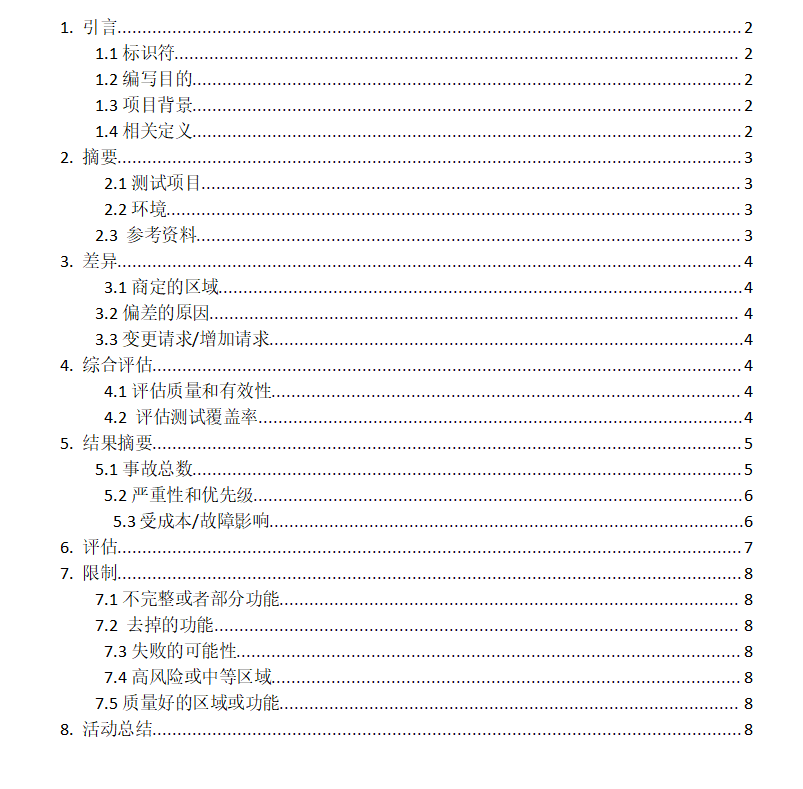 1. 引言........2
1.1 标识符........2
1.2 编写目的........2
1.3 项目背景........2
1.4 相关定义........2
2. 摘要........3
2.1 测试项目........3
2.2 环境........3
2.3 参考资料........3
3. 差异........4
3.1 商定的区域........4
3.2 偏差的原因........4
3.3 变更请求/增加请求........4
4. 综合评估........4
4.1 评估质量和有效性........4
4.2 评估测试覆盖率........4
5. 结果摘要........5
5.1 事故总数........5
5.2 严重性和优先级........6
5.3 受成本/故障影响........6
6. 评估........7
7. 限制........8
7.1 不完整或者部分功能........8
7.2 去掉的功能........8
7.3 失败的可能性........8
7.4 高风险或中等区域........8
7.5 质量好的区域或功能........8
8. 活动总结........8